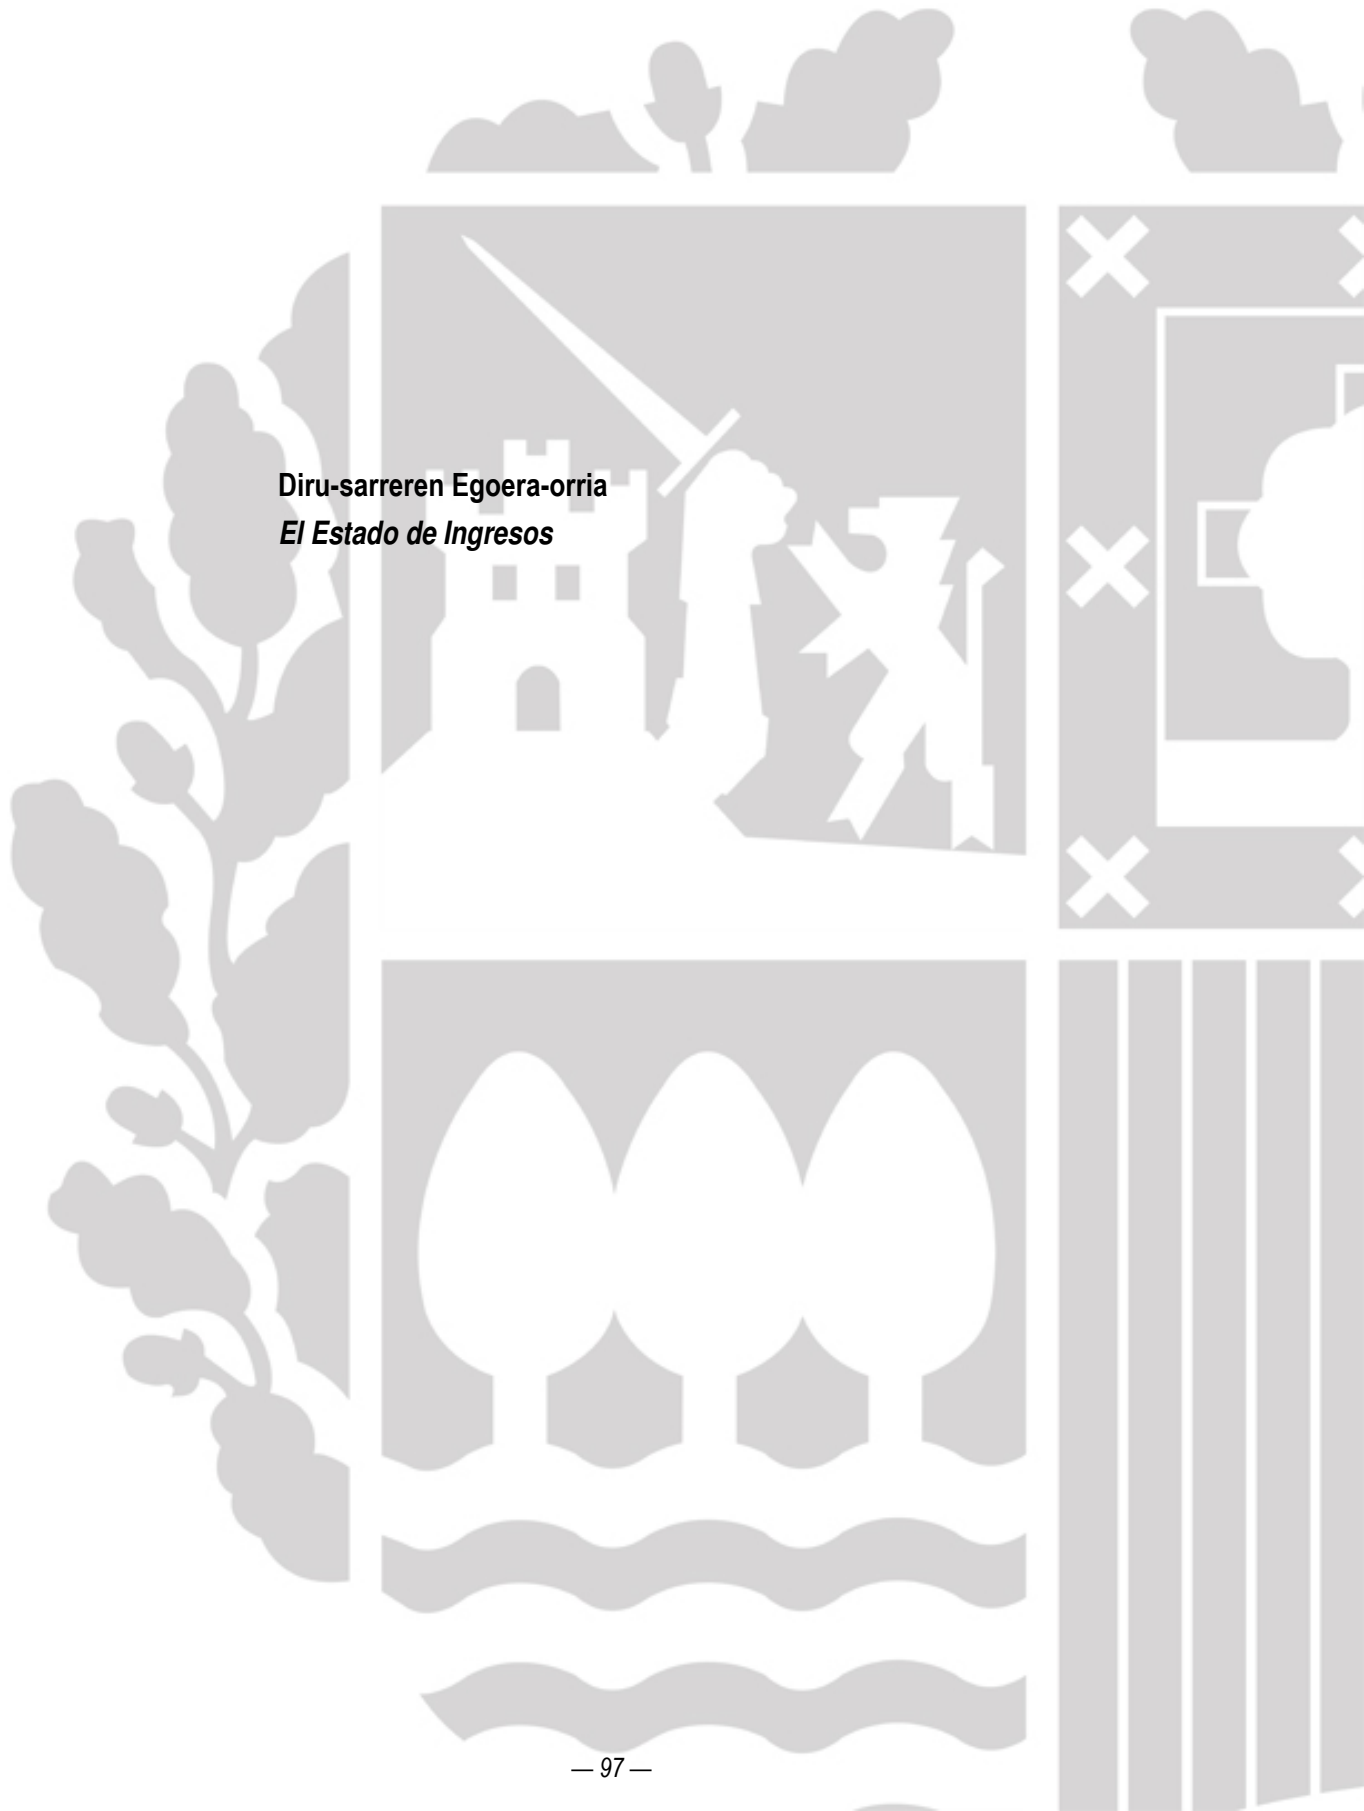 Diru-sarreren Egoera-orria
El Estado de Ingresos
— 97 —